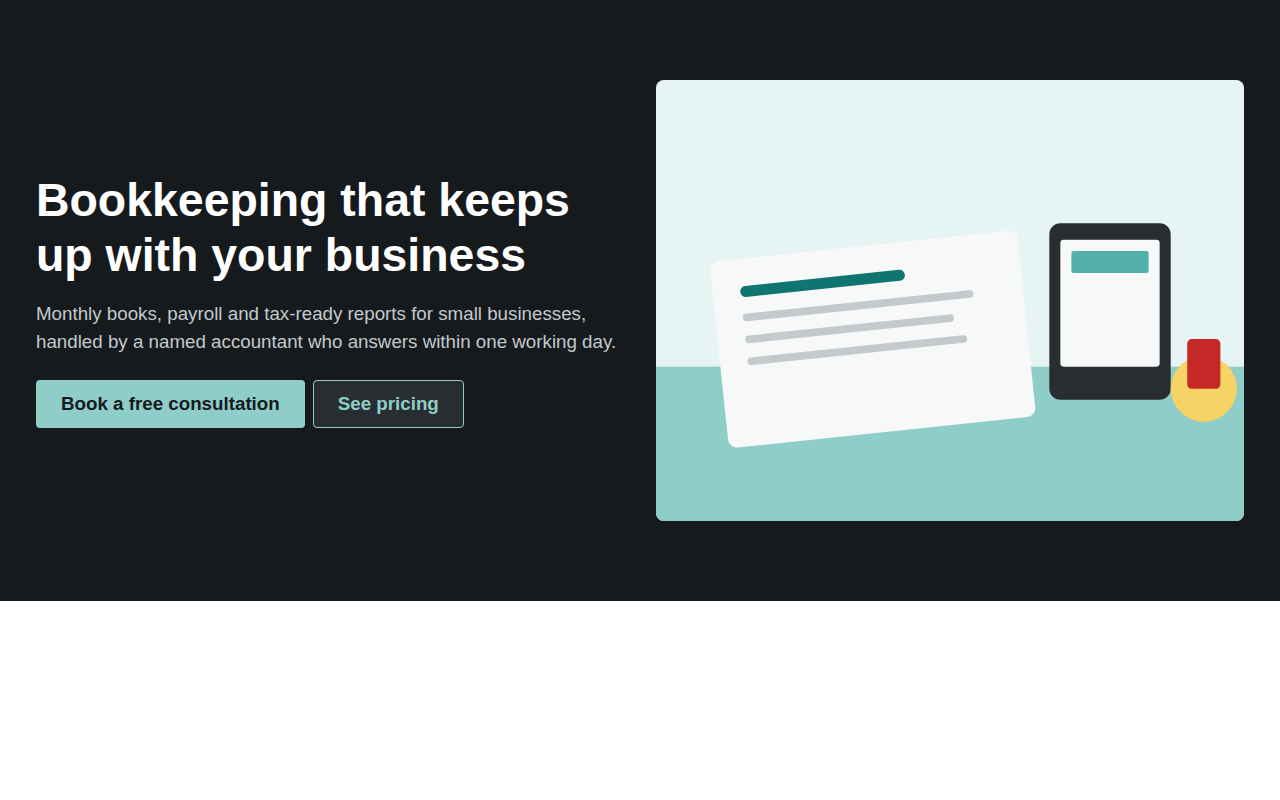 Bookkeeping that keeps
up with your business
Monthly books, payroll and tax-ready reports for small businesses,
handled by a named accountant who answers within one working day.
Book a free consultation
See pricing